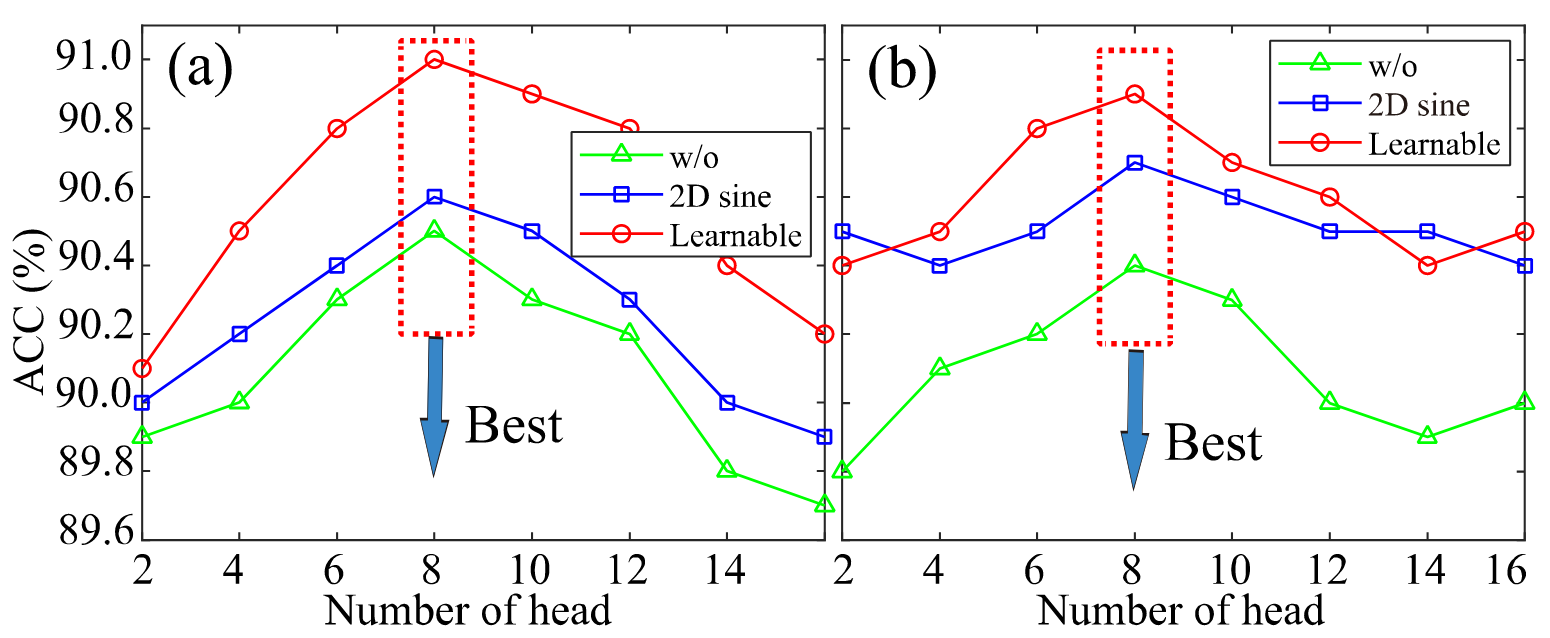 (a)
91.0
90.8
90.6
90.4
90.2
90.0
89.8
89.6
ACC (%)
w/o
2D sine
Learnable
Best
2 4 6 8 10 12 14
Number of head
(b)
w/o
2D sine
Learnable
Best
2 4 6 8 10 12 14 16
Number of head